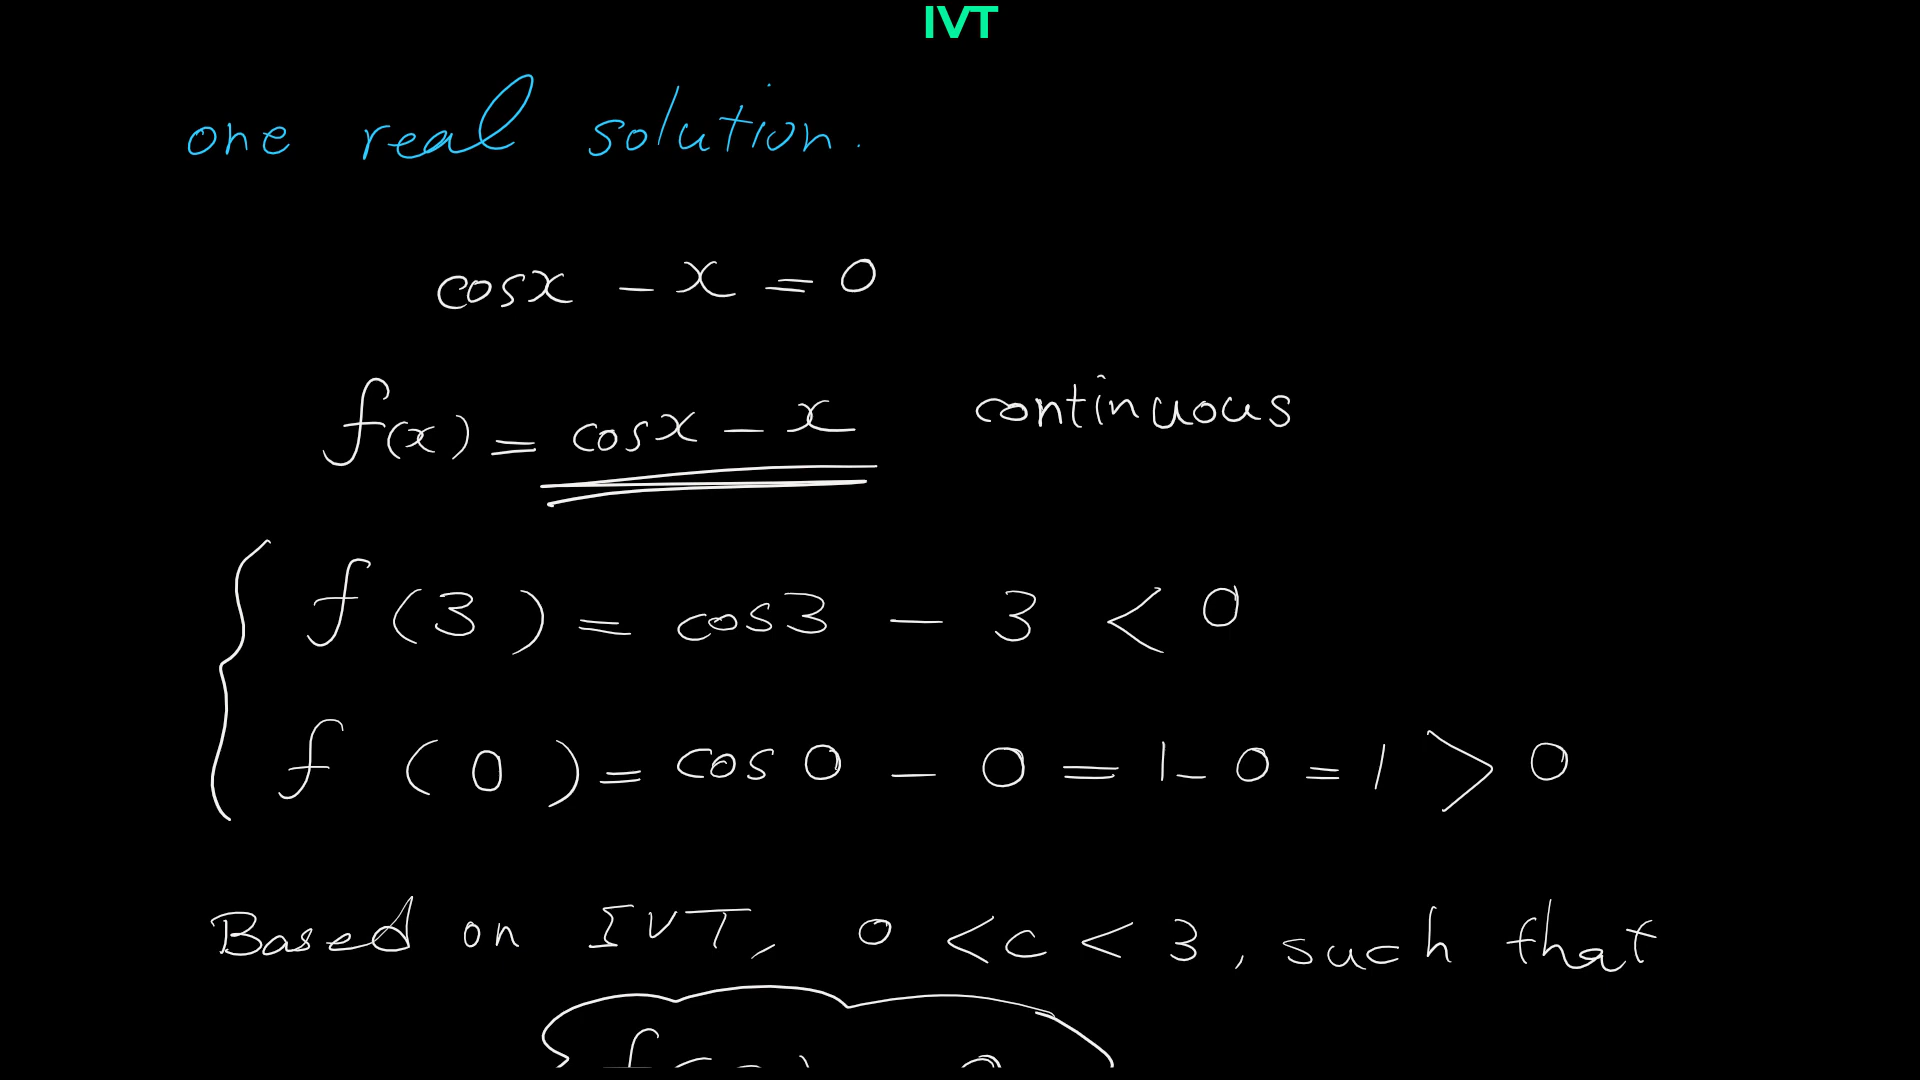 IVT
one real solution.
cosx - x = 0
f(x) = cosx - x continuous
f(3) = cos3 - 3 < 0
f(0) = cos0 - 0 = 1 - 0 = 1 > 0
Based on IVT, 0 < c < 3, such that